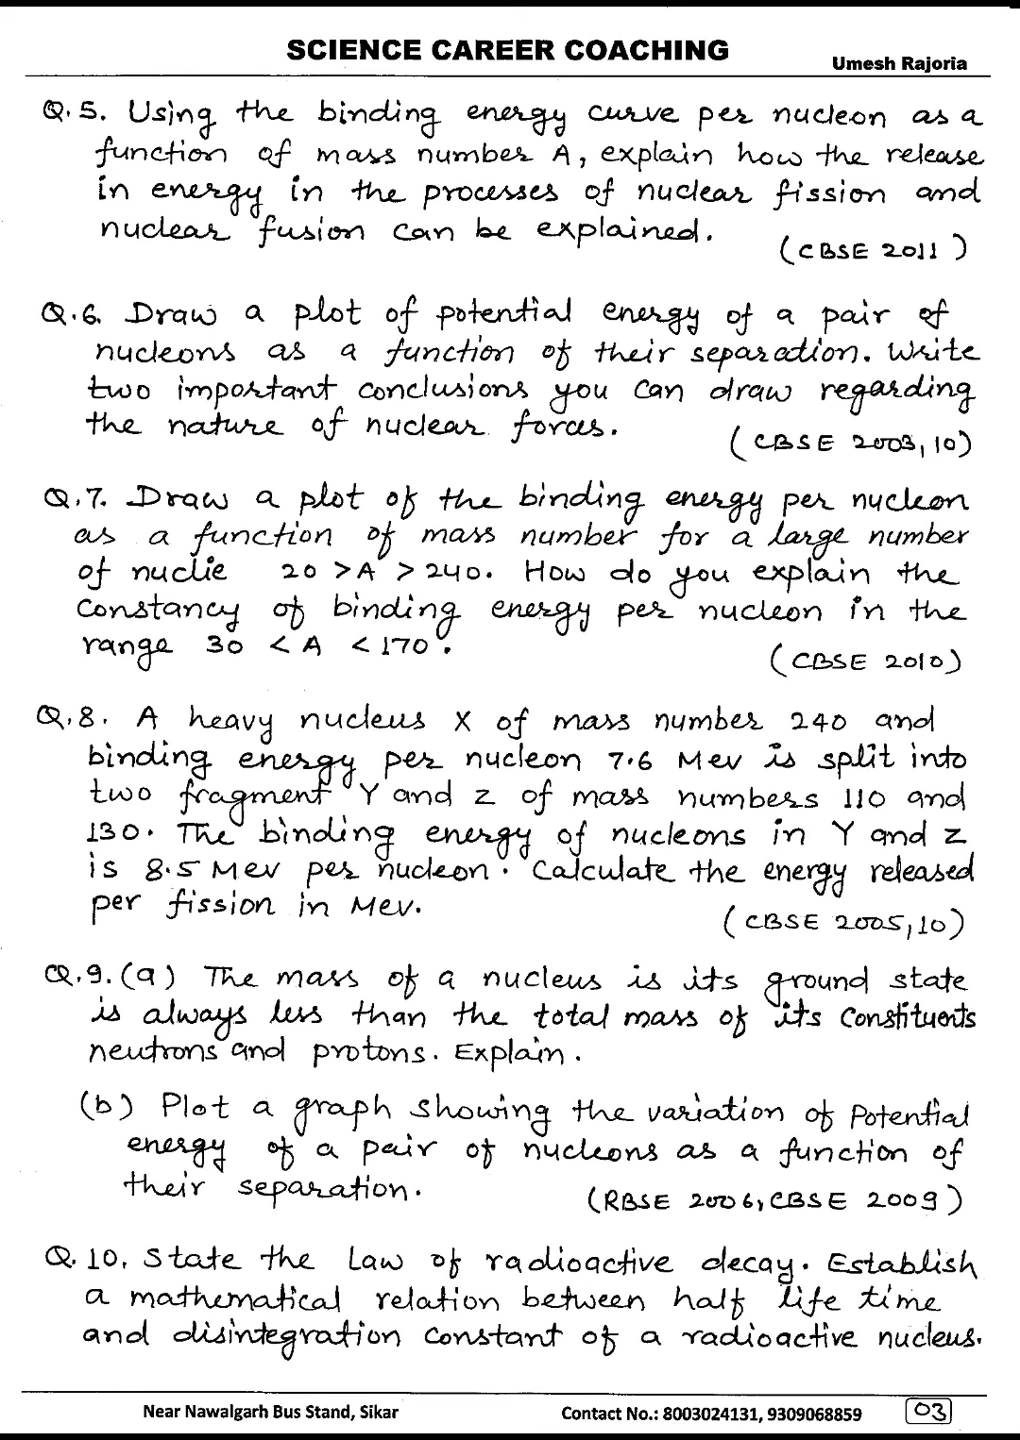 SCIENCE CAREER COACHING
Umesh Rajoria
Q.5. Using the binding energy curve per nucleon as a
function of mass number A, explain how the release
in energy in the processes of nuclear fission and
nuclear fusion can be explained.
(CBSE 2011)
Q.6. Draw a plot of potential energy of a pair of
nucleons as a function of their separation. Write
two important conclusions you can draw regarding
the nature of nuclear forces.
(CBSE 2003,10)
Q.7. Draw a plot of the binding energy per nucleon
as a function of mass number for a large number
of nuclie 20 > A > 240. How do you explain the
constancy of binding energy per nucleon in the
range 30 < A < 170.
(CBSE 2010)
Q.8. A heavy nucleus X of mass number 240 and
binding energy per nucleon 7.6 Mev is split into
two fragment Y and Z of mass numbers 110 and
130. The binding energy of nucleons in Y and Z
is 8.5 Mev per nucleon. Calculate the energy released
per fission in Mev.
(CBSE 2005,10)
Q.9. (a) The mass of a nucleus is its ground state
is always less than the total mass of its Constituents
neutrons and protons. Explain.
(b) Plot a graph showing the variation of Potential
energy of a pair of nucleons as a function of
their separation.
(RBSE 2006, CBSE 2009)
Q.10. State the Law of radioactive decay. Establish
a mathematical relation between half life time
and disintegration constant of a radioactive nucleus.
Near Nawalgarh Bus Stand, Sikar
Contact No.: 8003024131, 9309068859
03